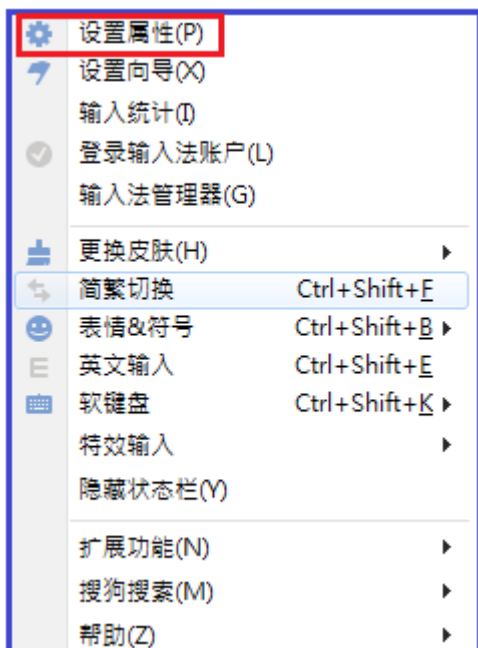 设置属性(P)
设置向导(X)
输入统计(I)
登录输入法账户(L)
输入法管理器(G)
更换皮肤(H)
简繁切换 Ctrl+Shift+F
表情&符号 Ctrl+Shift+B
英文输入 Ctrl+Shift+E
软键盘 Ctrl+Shift+K
特效输入
隐藏状态栏(Y)
扩展功能(N)
搜狗搜索(M)
帮助(Z)